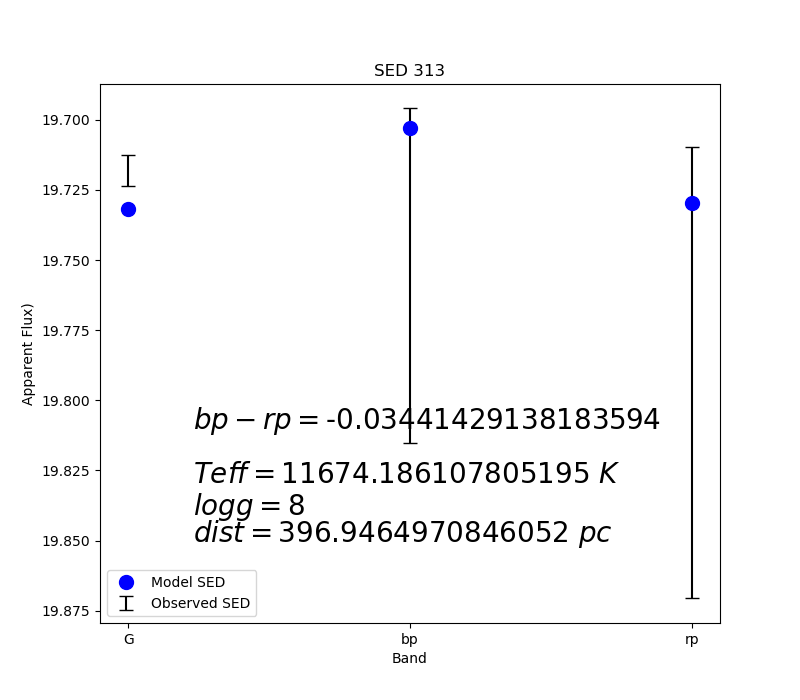 SED 313
Apparent Flux)
19.700
19.725
19.750
19.775
19.800
19.825
19.850
19.875
bp − rp = -0.03441429138183594
Teff = 11674.186107805195 K
logg = 8
dist = 396.9464970846052 pc
Model SED
Observed SED
G bp rp
Band